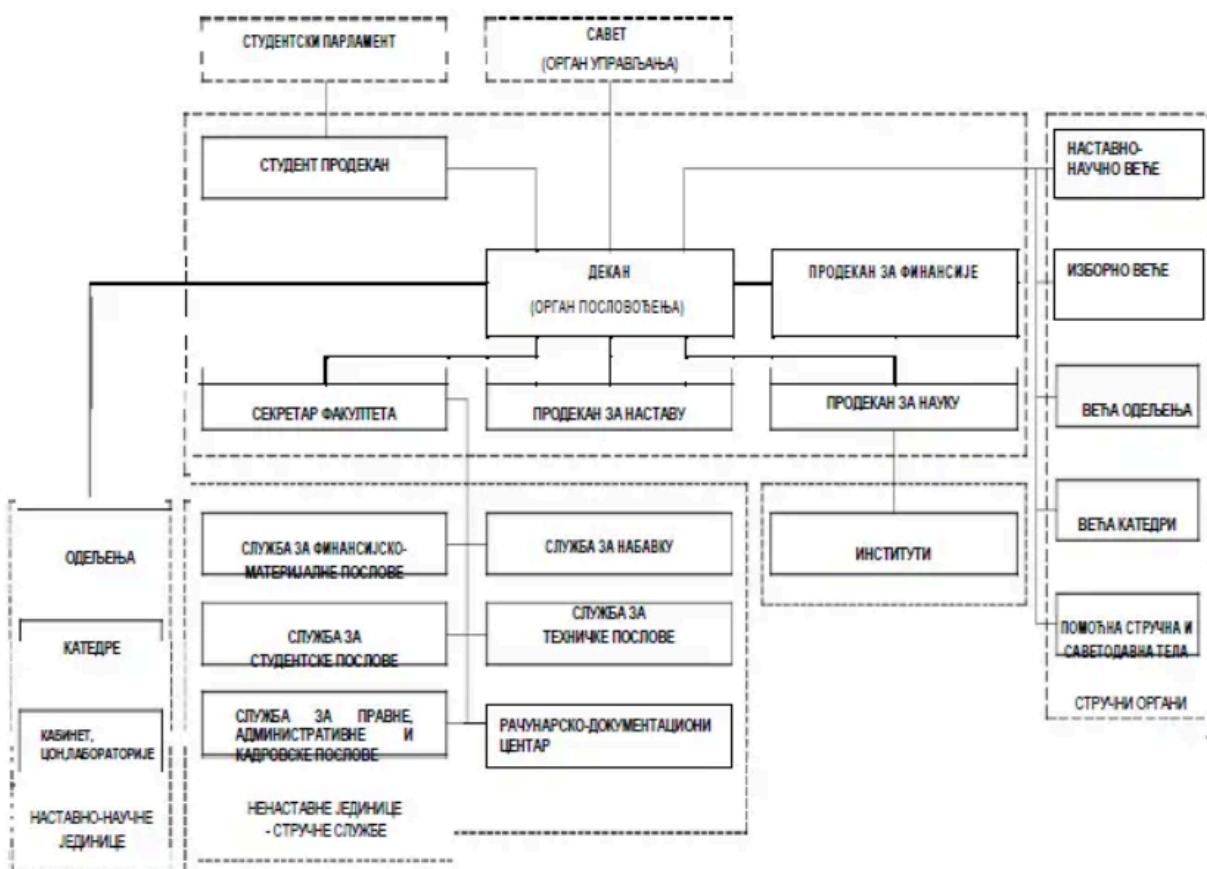 СТУДЕНТСКИ ПАРЛАМЕНТ
САВЕТ
(ОРГАН УПРАВЉАЊА)
СТУДЕНТ ПРОДЕКАН
НАСТАВНО-
НАУЧНО ВЕЋЕ
ДЕКАН
(ОРГАН ПОСЛОВОЂЕЊА)
ПРОДЕКАН ЗА ФИНАНСИЈЕ
ИЗБОРНО ВЕЋЕ
СЕКРЕТАР ФАКУЛТЕТА
ПРОДЕКАН ЗА НАСТАВУ
ПРОДЕКАН ЗА НАУКУ
ВЕЋА ОДЕЉЕЊА
ОДЕЉЕЊА
СЛУЖБА ЗА ФИНАНСИЈСКО-
МАТЕРИЈАЛНЕ ПОСЛОВЕ
СЛУЖБА ЗА НАБАВКУ
ИНСТИТУТИ
ВЕЋА КАТЕДРИ
КАТЕДРЕ
СЛУЖБА ЗА
СТУДЕНТСКЕ ПОСЛОВЕ
СЛУЖБА ЗА
ТЕХНИЧКЕ ПОСЛОВЕ
ПОМОЋНА СТРУЧНА И
САВЕТОДАВНА ТЕЛА
СТРУЧНИ ОРГАНИ
КАБИНЕТ,
ЦОН,ЛАБОРАТОРИЈЕ
СЛУЖБА ЗА ПРАВНЕ,
АДМИНИСТРАТИВНЕ И
КАДРОВСКЕ ПОСЛОВЕ
РАЧУНАРСКО-ДОКУМЕНТАЦИОНИ
ЦЕНТАР
НАСТАВНО-НАУЧНЕ
ЈЕДИНИЦЕ
НЕНАСТАВНЕ ЈЕДИНИЦЕ
- СТРУЧНЕ СЛУЖБЕ